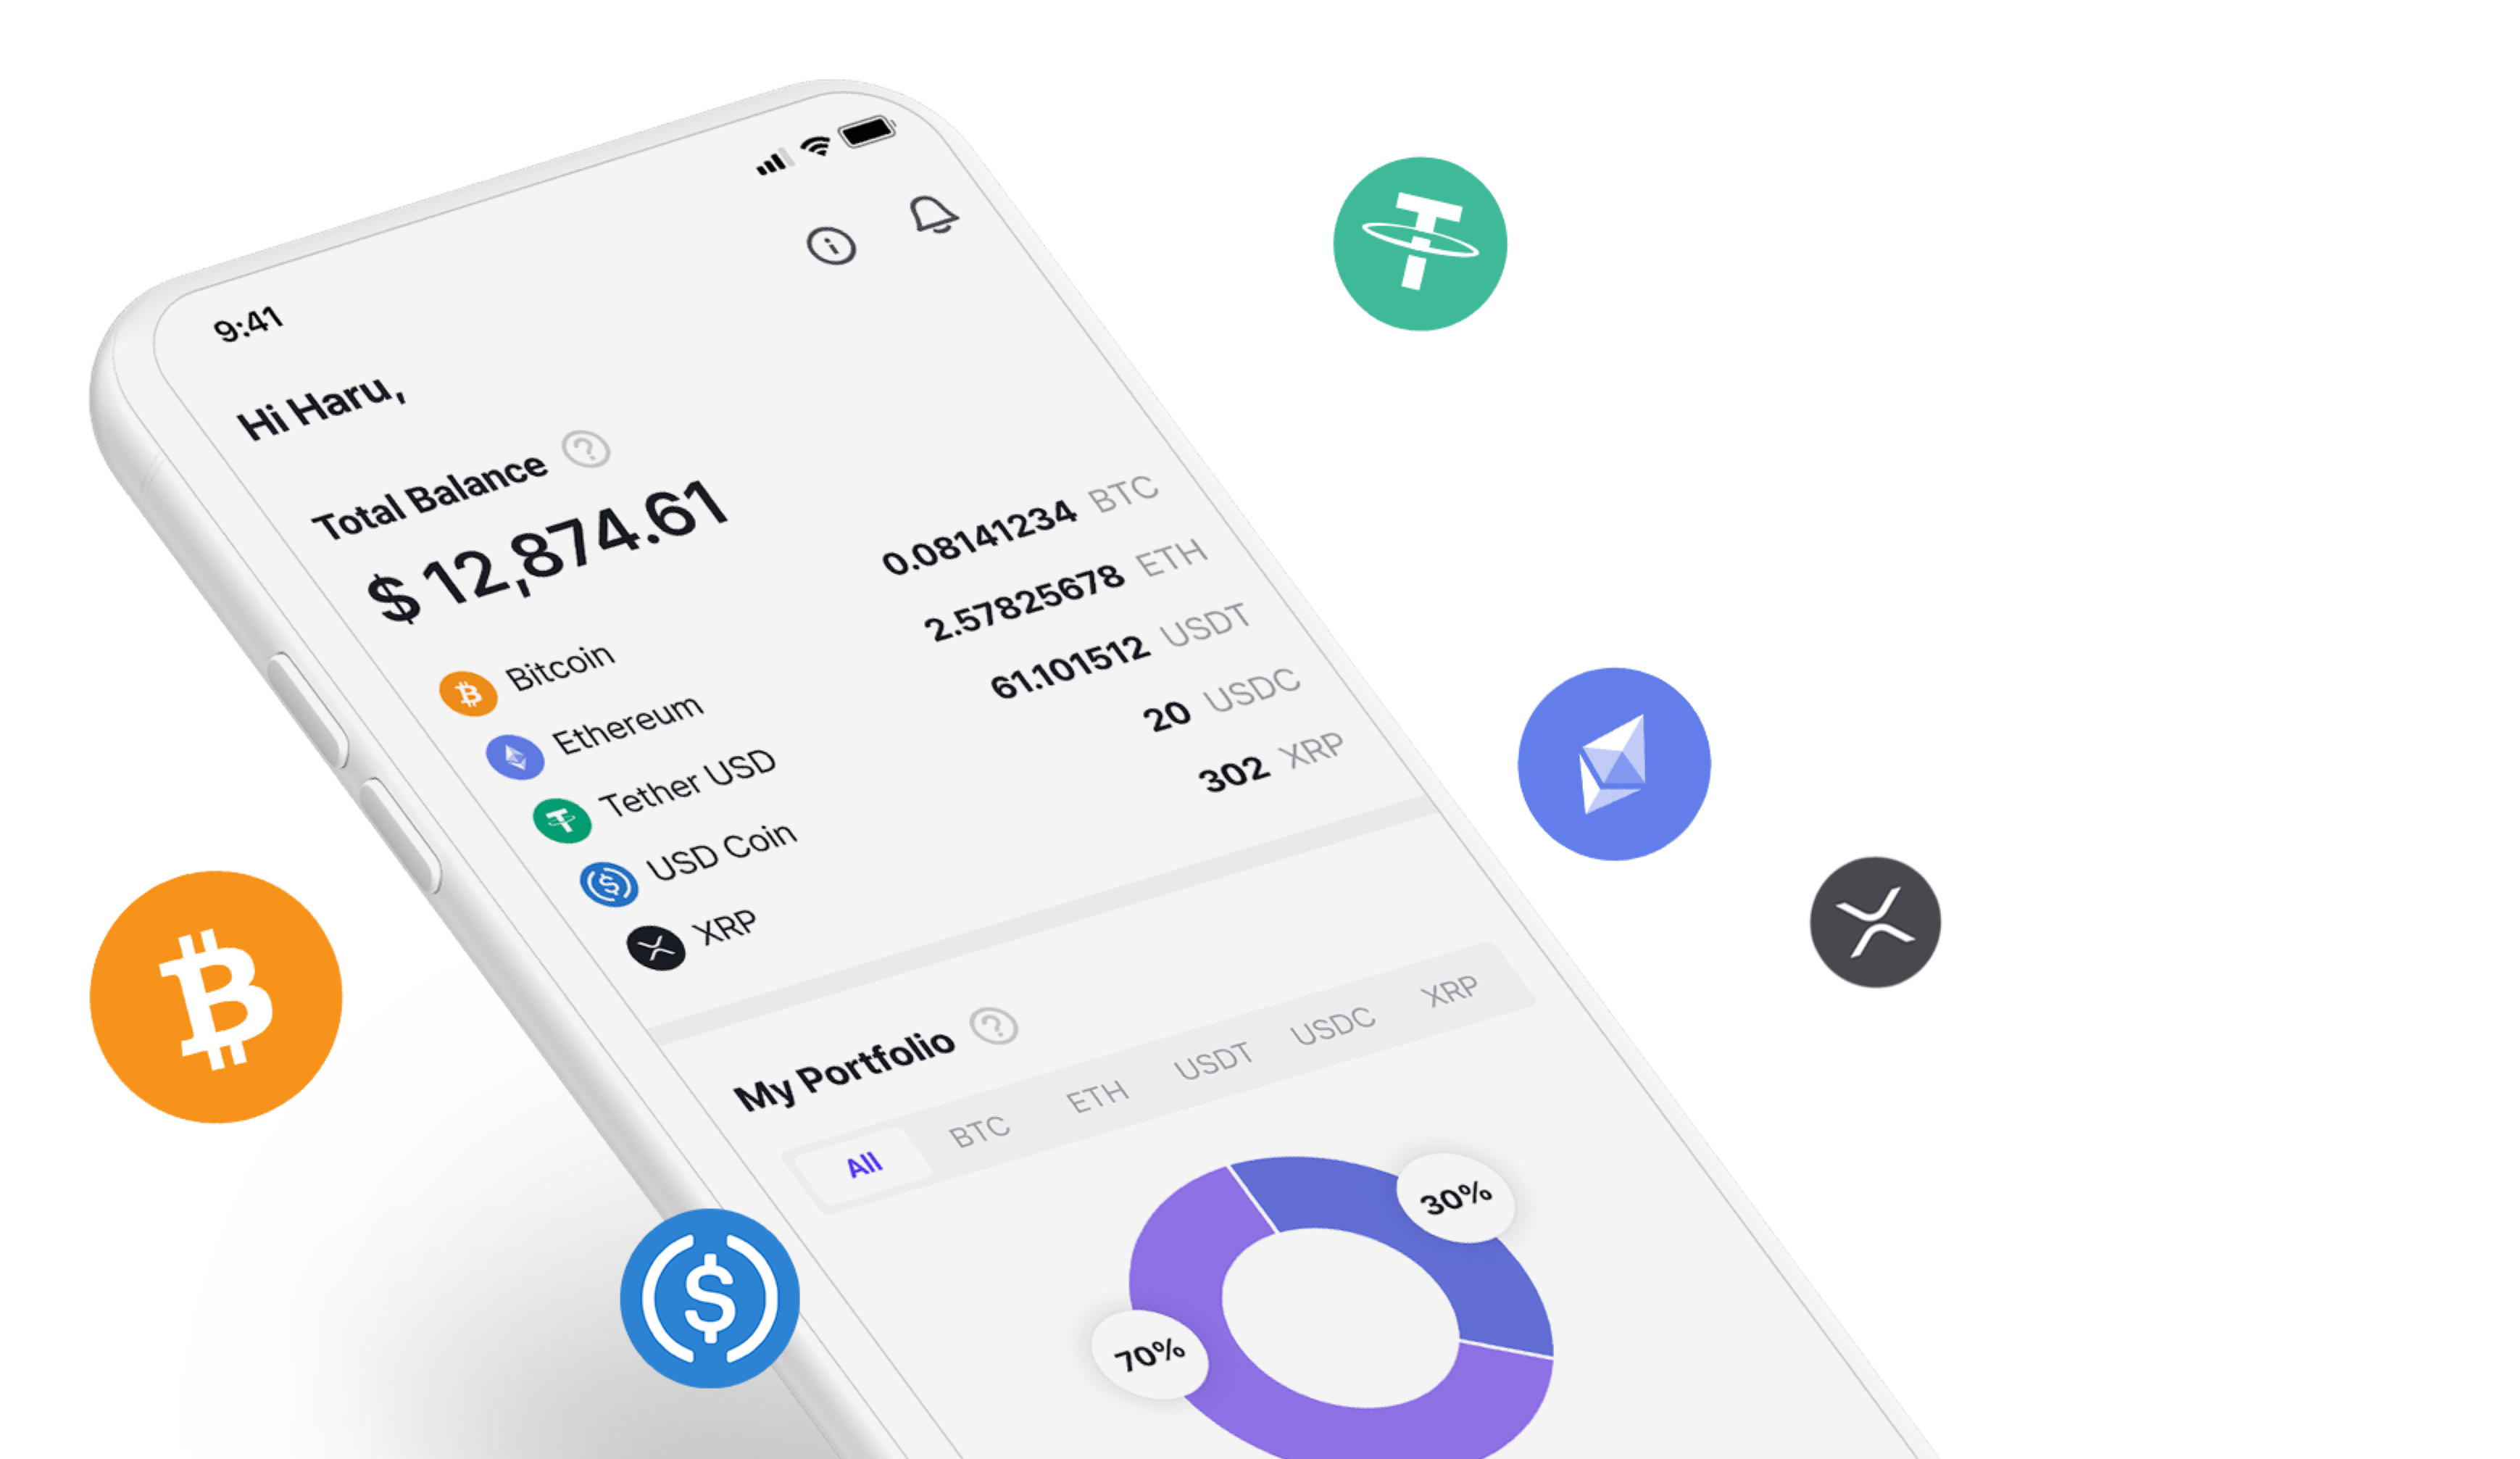 9:41
Hi Haru,
Total Balance
$ 12,874.61
Bitcoin 0.08141234 BTC
Ethereum 2.57825678 ETH
Tether USD 61.101512 USDT
USD Coin 20 USDC
XRP 302 XRP
My Portfolio
All BTC ETH USDT USDC XRP
30%
70%